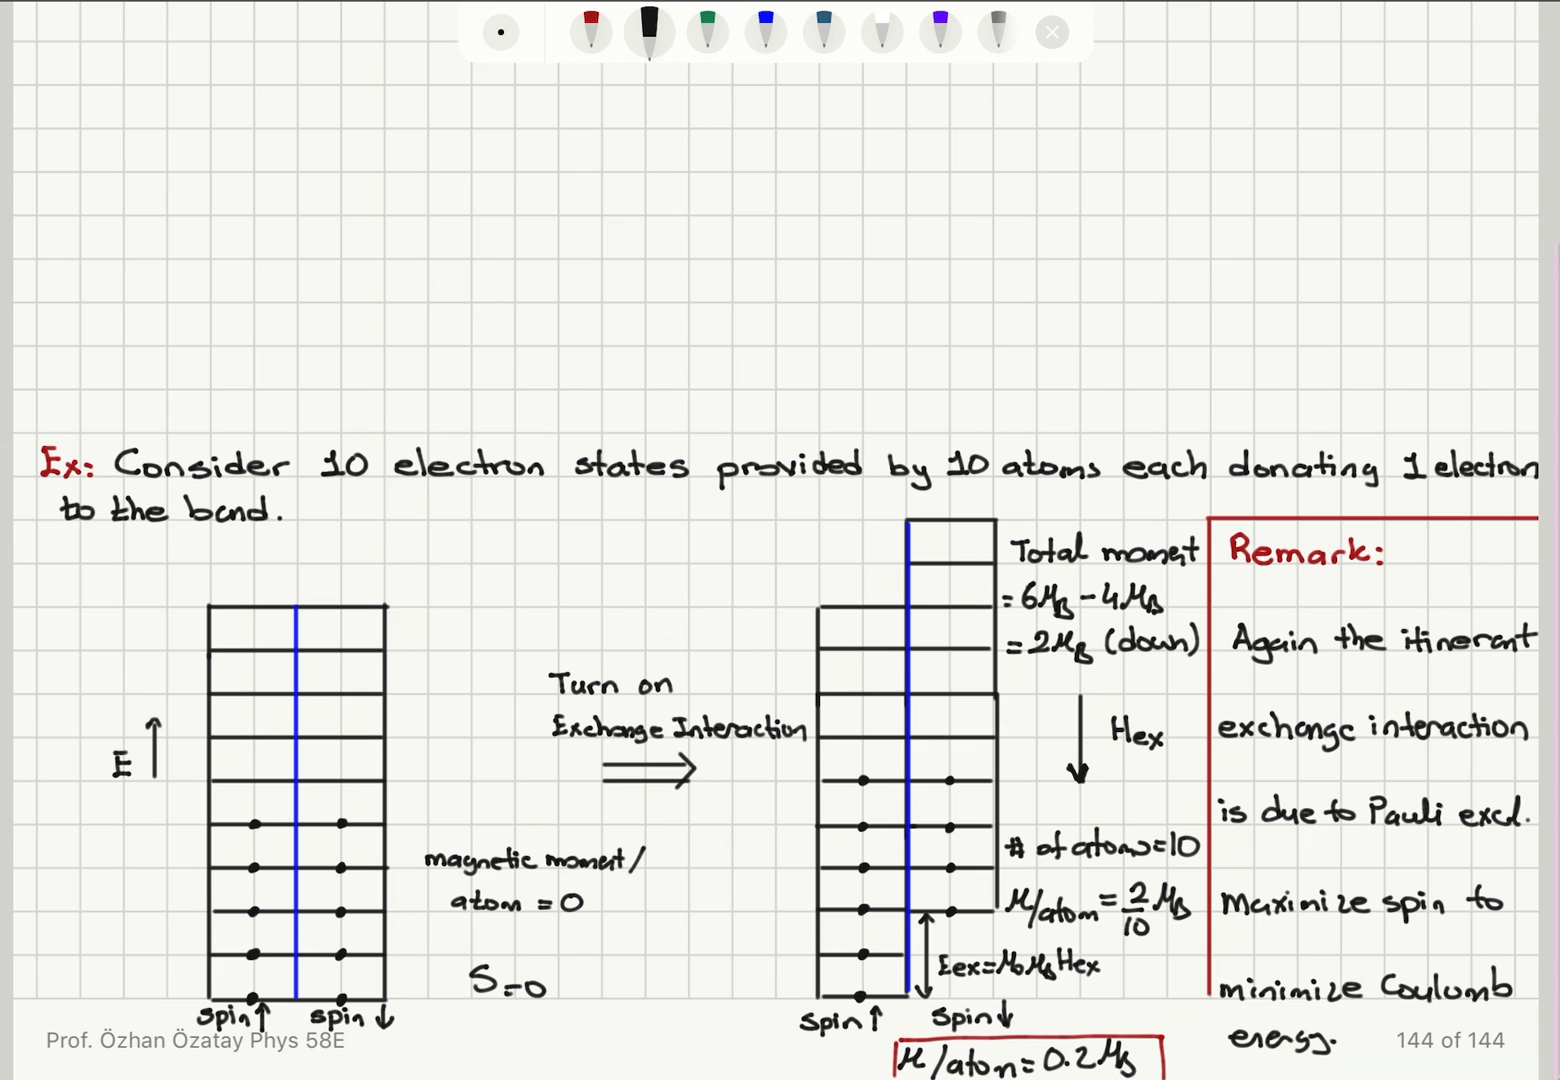 Ex: Consider 10 electron states provided by 10 atoms each donating 1 electron
to the band.
E
spin↑ spin↓
magnetic moment/
atom = 0
S=0
Turn on
Exchange Interaction
⇒
Total moment
= 6μB - 4μB
= 2μB (down)
Hex
# of atoms=10
μ/atom = 2/10 μB
Eex=μ₀μBHex
spin↑ spin↓
μ/atom = 0.2μB
Remark:
Again the itinerant
exchange interaction
is due to Pauli excl.
Maximize spin to
minimize Coulomb
energy.
Prof. Özhan Özatay Phys 58E
144 of 144